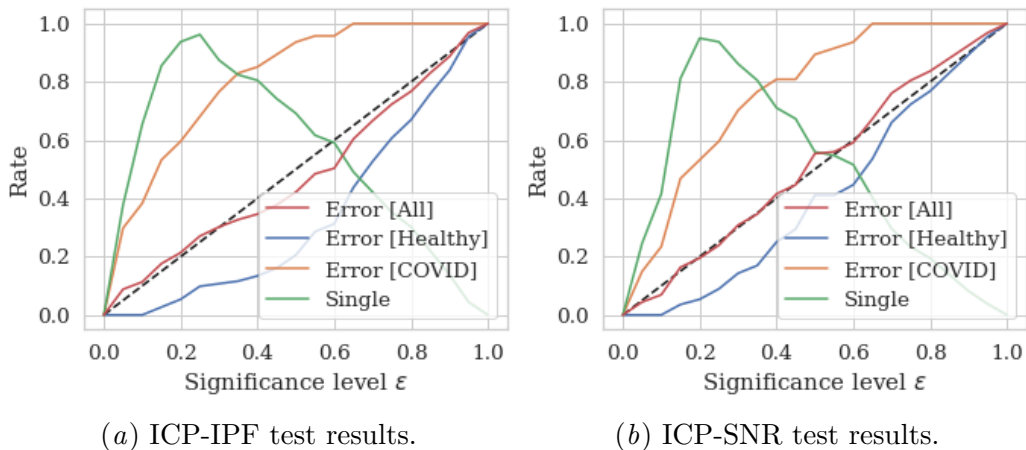 1.0
0.8
0.6
0.4
0.2
0.0
Rate
0.0 0.2 0.4 0.6 0.8 1.0
Significance level ε
Error [All]
Error [Healthy]
Error [COVID]
Single
(a) ICP-IPF test results.
1.0
0.8
0.6
0.4
0.2
0.0
Rate
0.0 0.2 0.4 0.6 0.8 1.0
Significance level ε
Error [All]
Error [Healthy]
Error [COVID]
Single
(b) ICP-SNR test results.